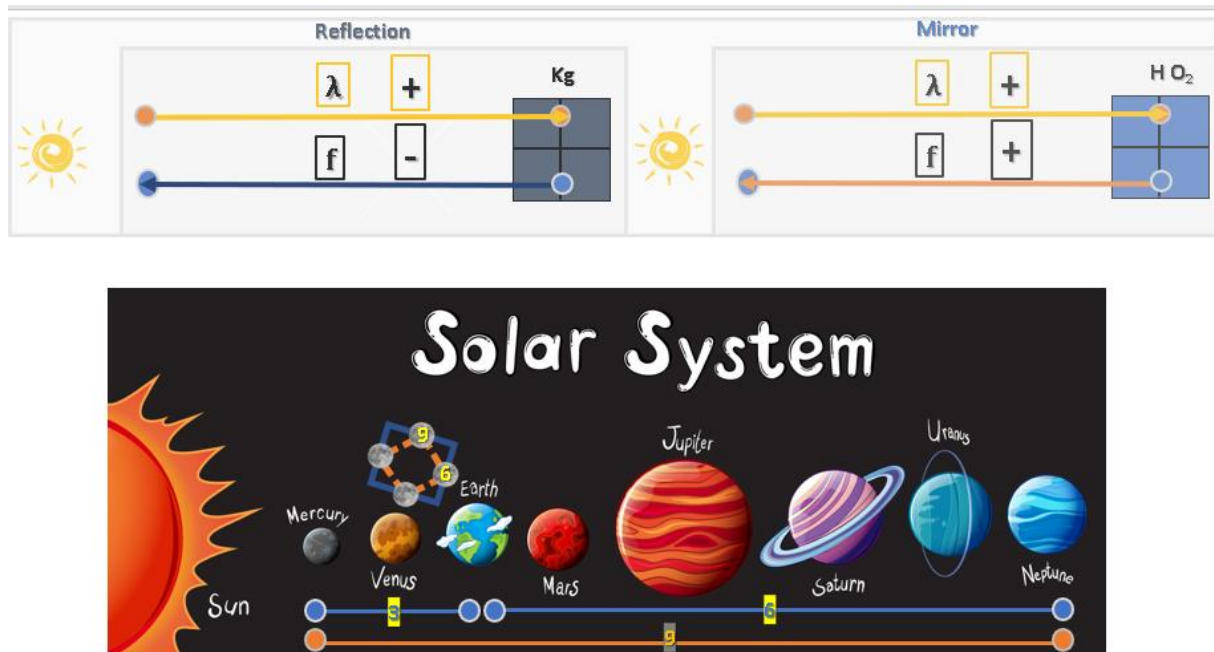 Reflection
λ +
Kg
f -
Mirror
λ +
H O₂
f +
Solar System
9
6
Mercury
Venus
Earth
Mars
Jupiter
Saturn
Uranus
Neptune
Sun
3
6
9